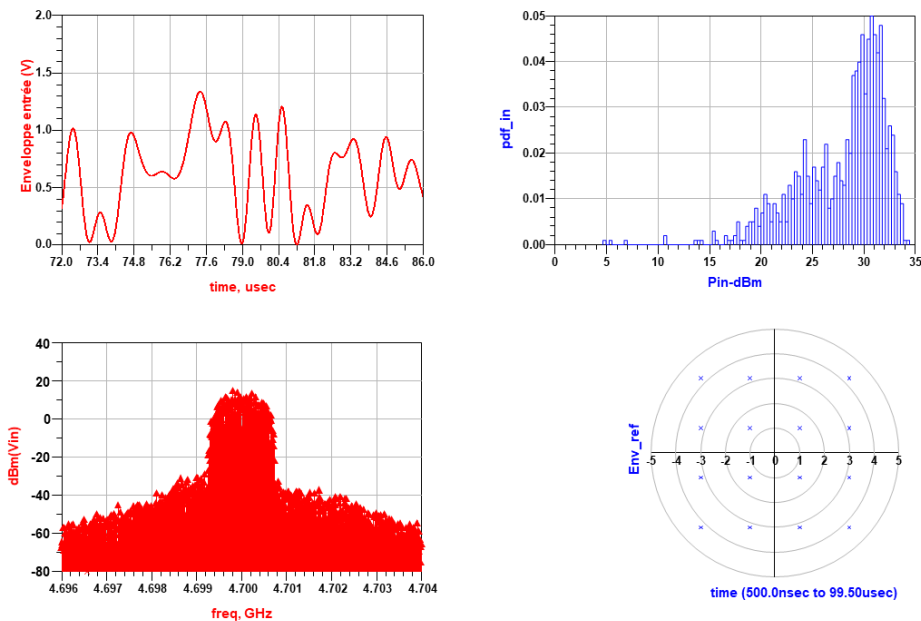 2.0
1.5
1.0
0.5
0.0
Enveloppe entrée (V)
72.0 73.4 74.8 76.2 77.6 79.0 80.4 81.8 83.2 84.6 86.0
time, usec
0.05
0.04
0.03
0.02
0.01
0.00
pdf_in
0 5 10 15 20 25 30 35
Pin-dBm
40
20
0
-20
-40
-60
-80
dBm(Vin)
4.696 4.697 4.698 4.699 4.700 4.701 4.702 4.703 4.704
freq, GHz
Env_ref
-5 -4 -3 -2 -1 0 1 2 3 4 5
time (500.0nsec to 99.50usec)